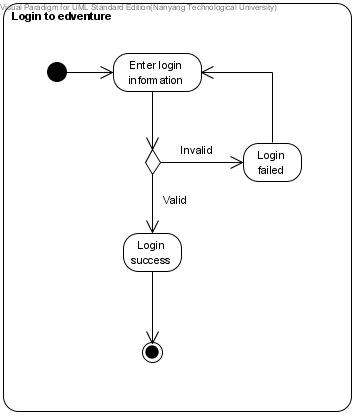 Visual Paradigm for UML Standard Edition(Nanyang Technological University)
Login to edventure
Enter login
information
Invalid
Login
failed
Valid
Login
success